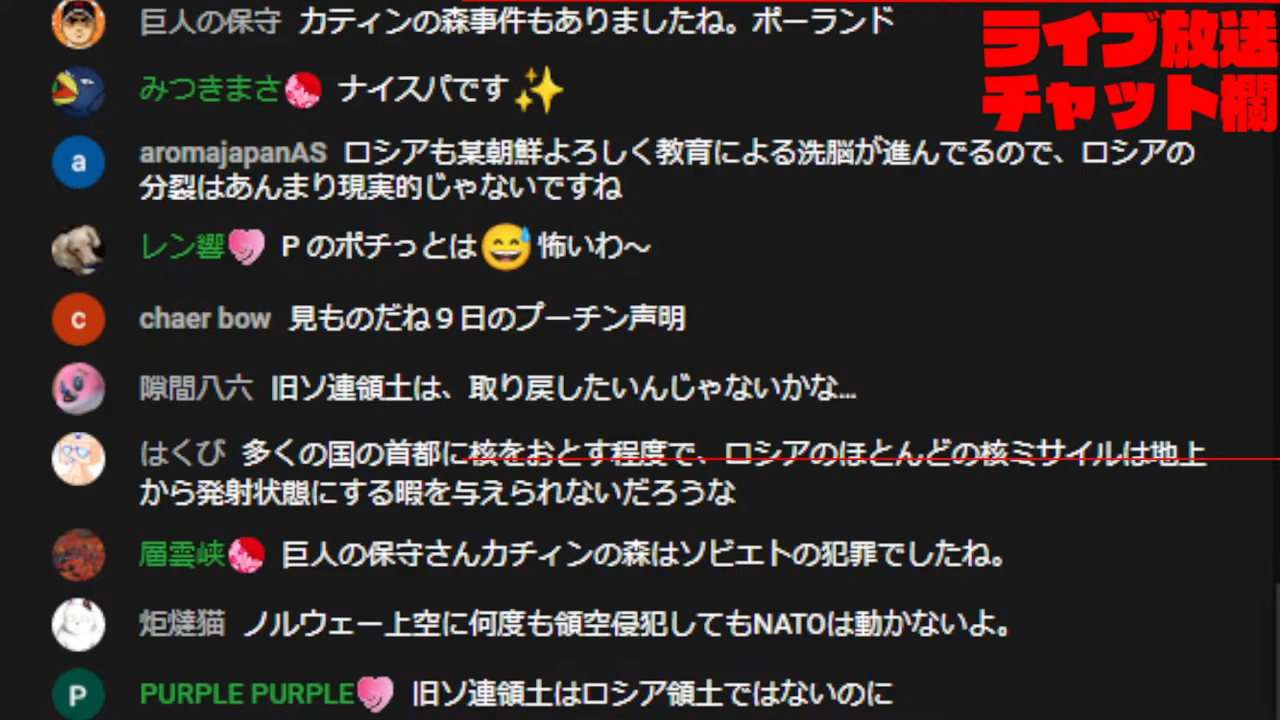 巨人の保守 カティンの森事件もありましたね。ポーランド
ライブ放送
チャット欄
みつきまさ ナイスパです✨
a
aromajapanAS ロシアも某朝鮮よろしく教育による洗脳が進んでるので、ロシアの
分裂はあんまり現実的じゃないですね
レン響 P のポチっとは😅怖いわ〜
c
chaer bow 見ものだね９日のプーチン声明
隙間八六 旧ソ連領土は、取り戻したいんじゃないかな...
はくび 多くの国の首都に核をおとす程度で、ロシアのほとんどの核ミサイルは地上
から発射状態にする暇を与えられないだろうな
層雲峡 巨人の保守さんカチィンの森はソビエトの犯罪でしたね。
炬燵猫 ノルウェー上空に何度も領空侵犯してもNATOは動かないよ。
P
PURPLE PURPLE 旧ソ連領土はロシア領土ではないのに